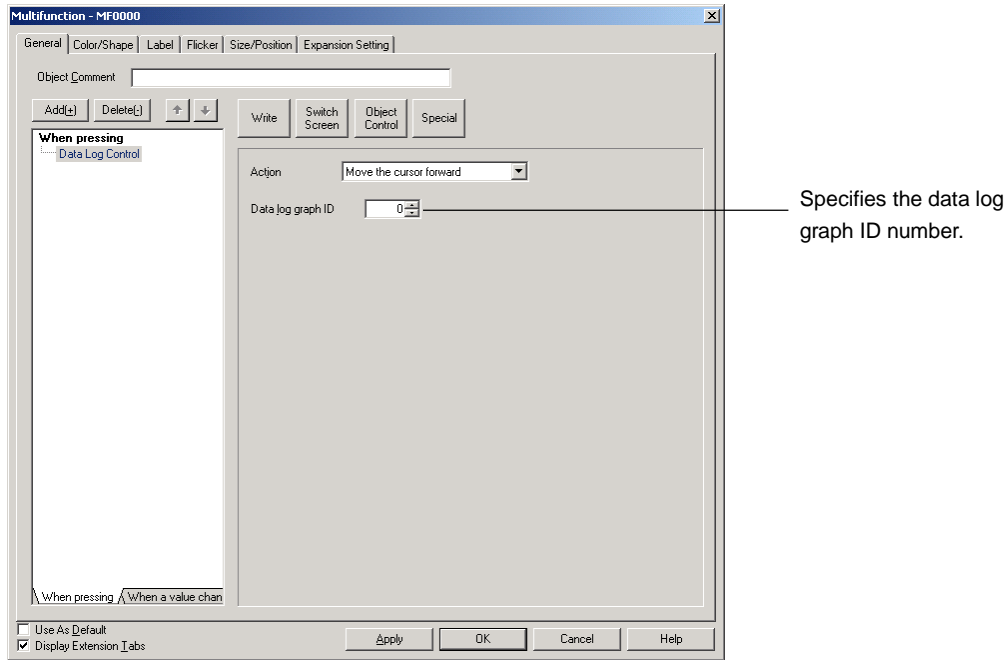 Multifunction - MF0000
General Color/Shape Label Flicker Size/Position Expansion Setting
Object Comment
Add(+) Delete(-)
Write Switch Screen Object Control Special
When pressing
Data Log Control
Action Move the cursor forward
Data log graph ID 0
Specifies the data log
graph ID number.
When pressing When a value chan
Use As Default
Display Extension Tabs
Apply OK Cancel Help